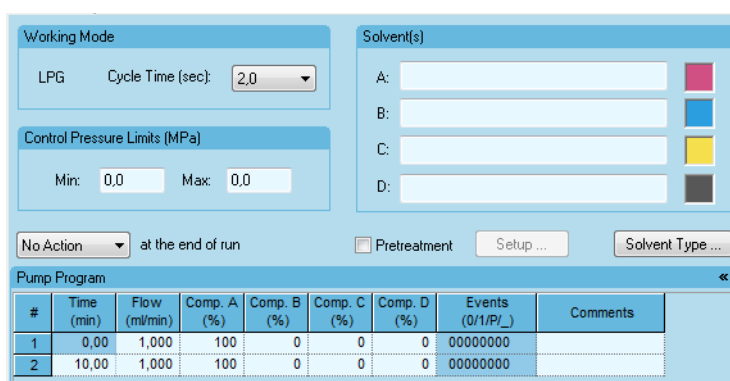 Working Mode
LPG Cycle Time (sec): 2,0
Control Pressure Limits (MPa)
Min: 0,0 Max: 0,0
Solvent(s)
A:
B:
C:
D:
No Action at the end of run
Pretreatment Setup ... Solvent Type ...
Pump Program «
# Time (min) Flow (ml/min) Comp. A (%) Comp. B (%) Comp. C (%) Comp. D (%) Events (0/1/P/_) Comments
1 0,00 1,000 100 0 0 0 00000000
2 10,00 1,000 100 0 0 0 00000000